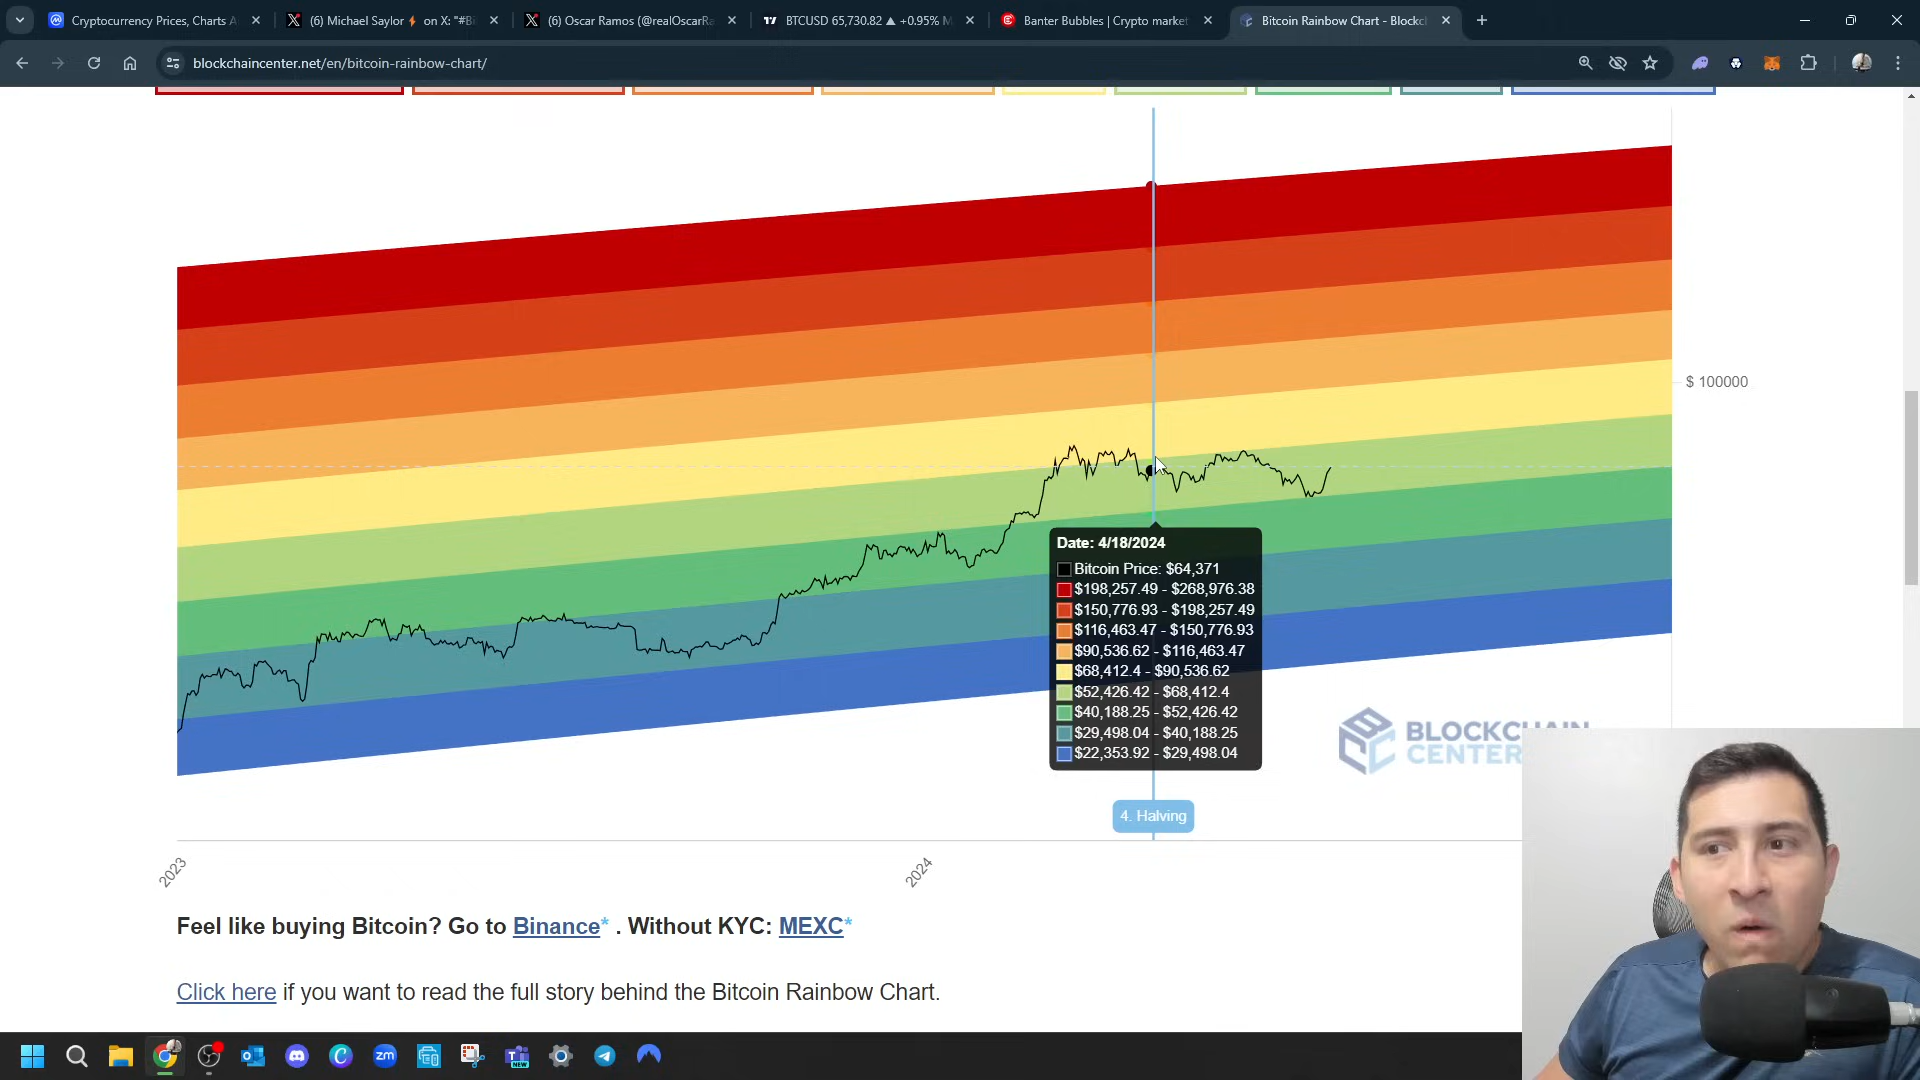 Cryptocurrency Prices, Charts A
(6) Michael Saylor⚡ on X: "#Bi
(6) Oscar Ramos (@realOscarRa
BTCUSD 65,730.82 ▲ +0.95% M
Banter Bubbles | Crypto market
Bitcoin Rainbow Chart - Blockc
blockchaincenter.net/en/bitcoin-rainbow-chart/
$ 100000
Date: 4/18/2024
Bitcoin Price: $64,371
$198,257.49 - $268,976.38
$150,776.93 - $198,257.49
$116,463.47 - $150,776.93
$90,536.62 - $116,463.47
$68,412.4 - $90,536.62
$52,426.42 - $68,412.4
$40,188.25 - $52,426.42
$29,498.04 - $40,188.25
$22,353.92 - $29,498.04
BLOCKCHAIN
CENTER
4. Halving
2023
2024
Feel like buying Bitcoin? Go to Binance* . Without KYC: MEXC*
Click here if you want to read the full story behind the Bitcoin Rainbow Chart.
zm
NEW